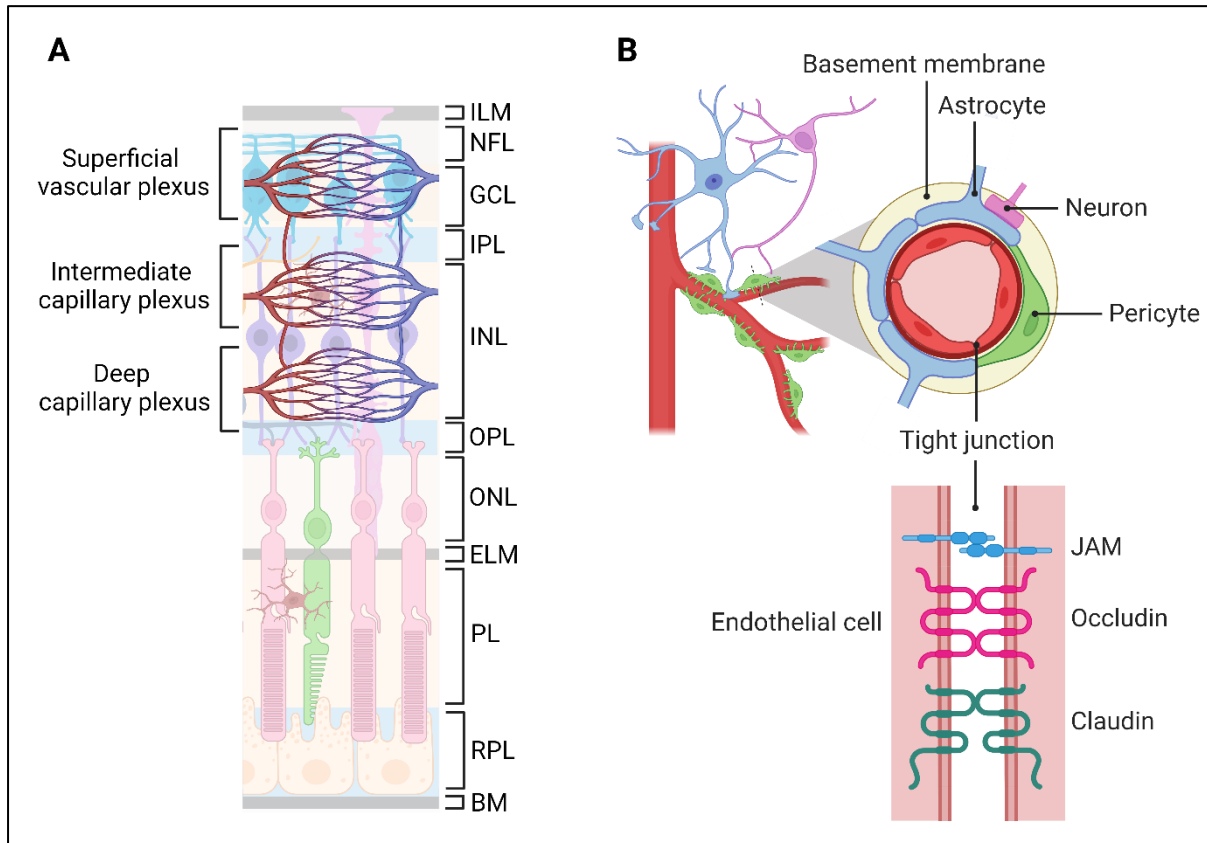 A
ILM
NFL
Superficial
vascular plexus
GCL
IPL
Intermediate
capillary plexus
INL
Deep
capillary plexus
OPL
ONL
ELM
PL
RPL
BM
B
Basement membrane
Astrocyte
Neuron
Pericyte
Tight junction
JAM
Endothelial cell
Occludin
Claudin